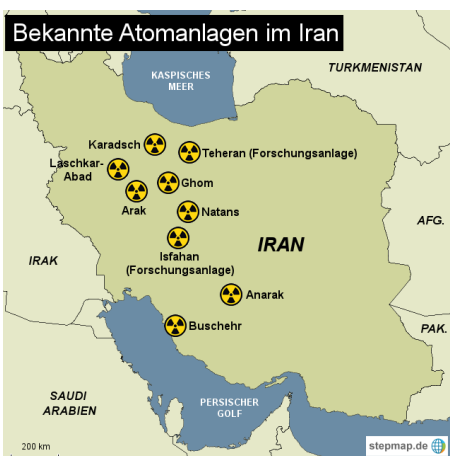 Bekannte Atomanlagen im Iran
KASPISCHES
MEER
TURKMENISTAN
Karadsch
Teheran (Forschungsanlage)
Laschkar-
Abad
Ghom
Arak
Natans
AFG.
IRAN
Isfahan
(Forschungsanlage)
IRAK
Anarak
Buschehr
PAK.
SAUDI
ARABIEN
PERSISCHER
GOLF
200 km
stepmap.de